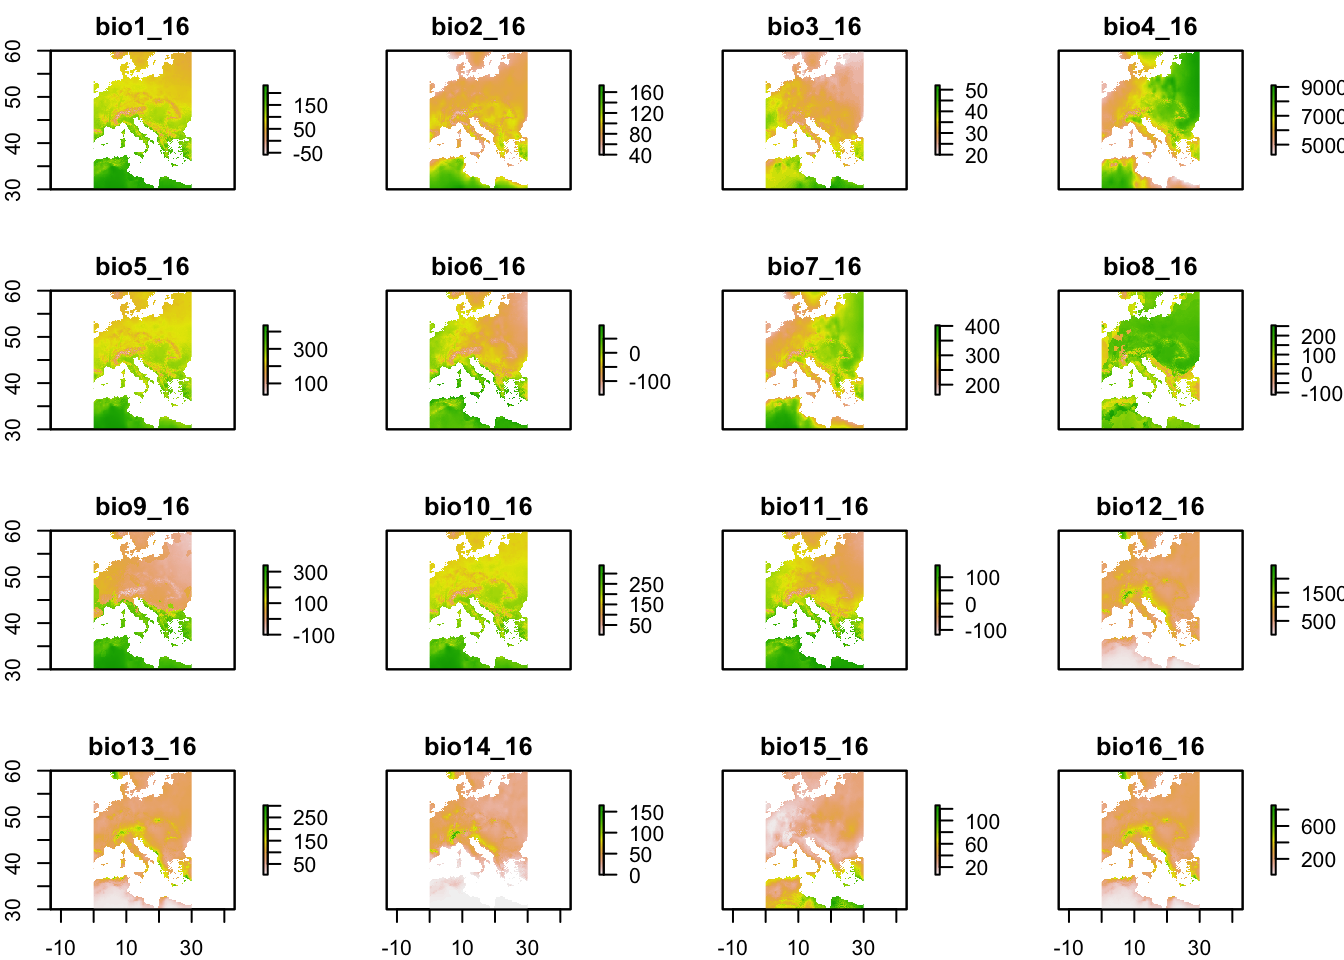 bio1_16 bio2_16 bio3_16 bio4_16
60 50 40 30
150 50 -50
160 120 80 40
50 40 30 20
9000 7000 5000
bio5_16 bio6_16 bio7_16 bio8_16
60 50 40 30
300 100
0 -100
400 300 200
200 100 0 -100
bio9_16 bio10_16 bio11_16 bio12_16
60 50 40 30
300 100 -100
250 150 50
100 0 -100
1500 500
bio13_16 bio14_16 bio15_16 bio16_16
60 50 40 30
250 150 50
150 100 50 0
100 60 20
600 200
-10 10 30 -10 10 30 -10 10 30 -10 10 30